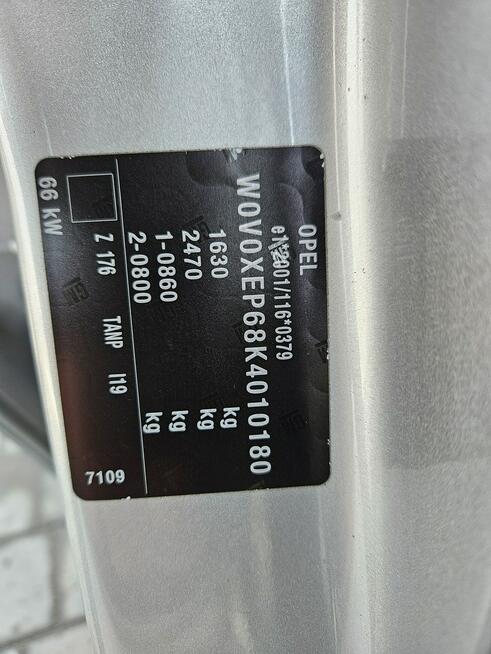 OPEL
e1*2001/116*0379
W0V0XEP68K4010180
1630 kg
2470 kg
1-0860 kg
2-0800 kg
Z 176 TANP I19
66 kW 7109